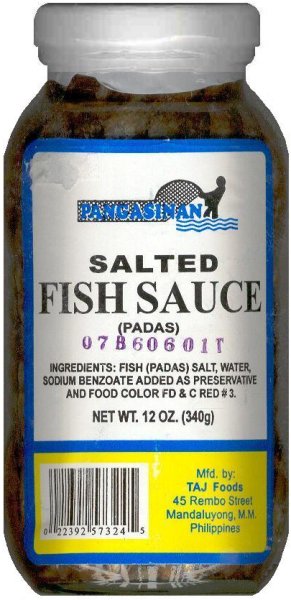 PANGASINAN
SALTED
FISH SAUCE
(PADAS)
07B60601T
INGREDIENTS: FISH (PADAS) SALT, WATER,
SODIUM BENZOATE ADDED AS PRESERVATIVE
AND FOOD COLOR FD & C RED # 3.
NET WT. 12 OZ. (340g)
Mfd. by:
TAJ Foods
45 Rembo Street
Mandaluyong, M.M.
Philippines
0 22392 57324 5